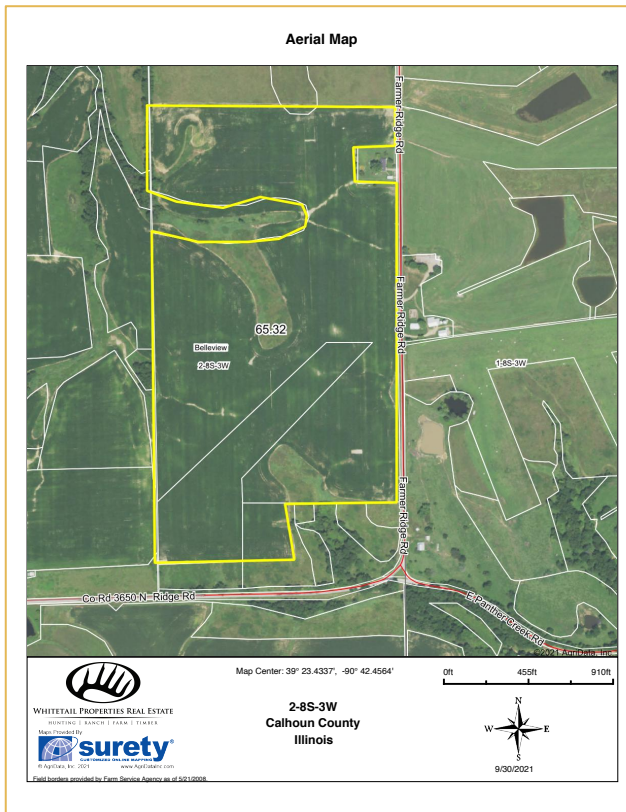 Aerial Map
Farmer Ridge Rd
Farmer Ridge Rd
65.32
Belleview
2-8S-3W
1-8S-3W
Farmer Ridge Rd
Co Rd 3650 N Ridge Rd
E Panther Creek Rd
©2021 AgriData, Inc.
WHITETAIL PROPERTIES REAL ESTATE
HUNTING | RANCH | FARM | TIMBER
Maps Provided By
surety®
CUSTOMIZED ONLINE MAPPING
© AgriData, Inc. 2021 www.AgriDataInc.com
Field borders provided by Farm Service Agency as of 5/21/2008.
Map Center: 39° 23.4337', -90° 42.4564'
2-8S-3W
Calhoun County
Illinois
0ft 455ft 910ft
N
W E
S
9/30/2021